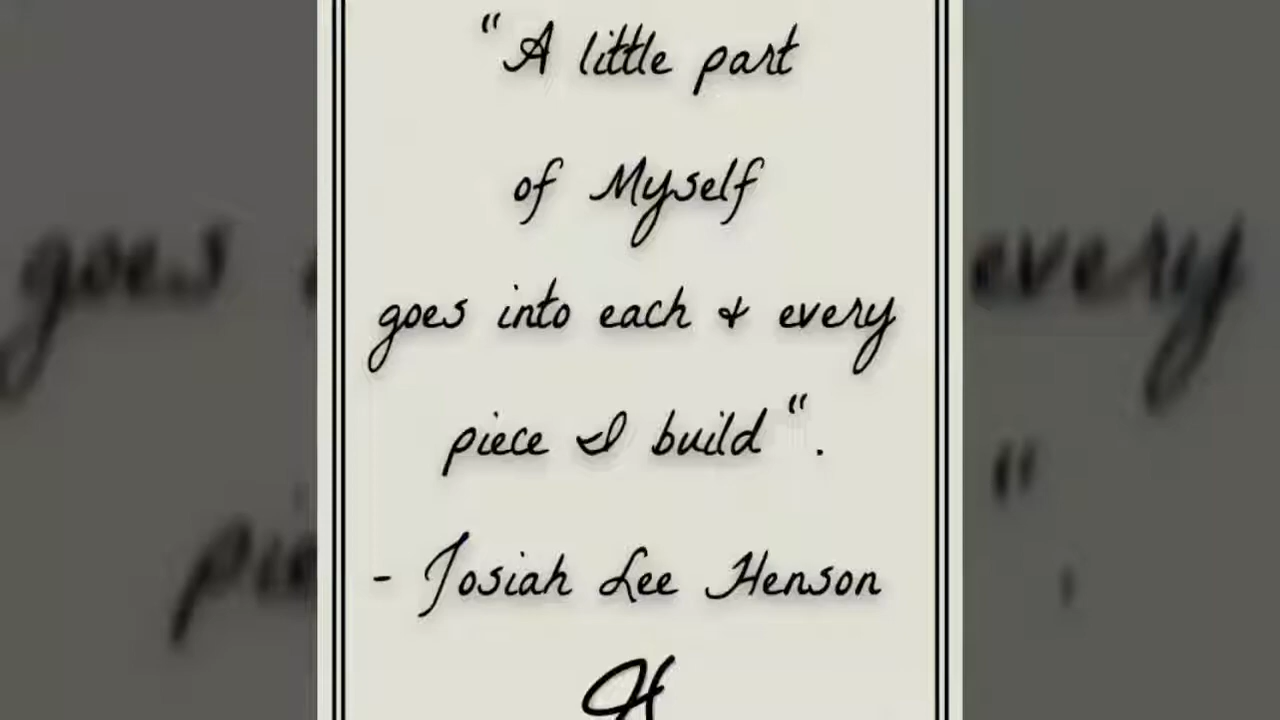 "A little part
of Myself
goes into each & every
piece I build".
- Josiah Lee Henson